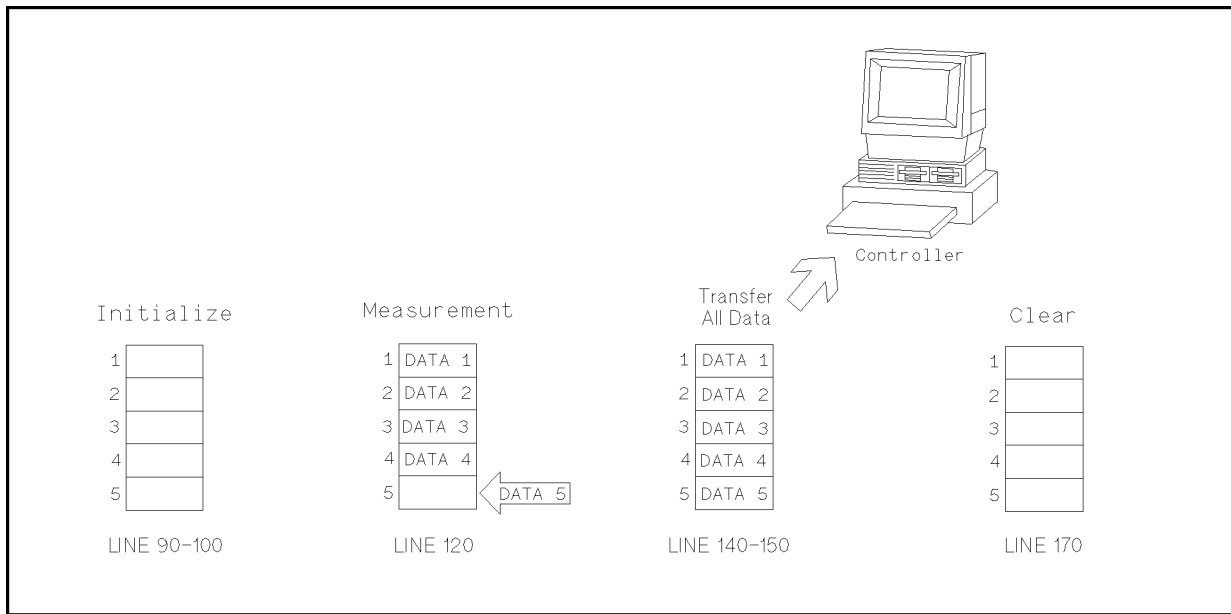 Controller
Initialize
1
2
3
4
5
LINE 90-100
Measurement
1 DATA 1
2 DATA 2
3 DATA 3
4 DATA 4
5 DATA 5
LINE 120
Transfer
All Data
1 DATA 1
2 DATA 2
3 DATA 3
4 DATA 4
5 DATA 5
LINE 140-150
Clear
1
2
3
4
5
LINE 170